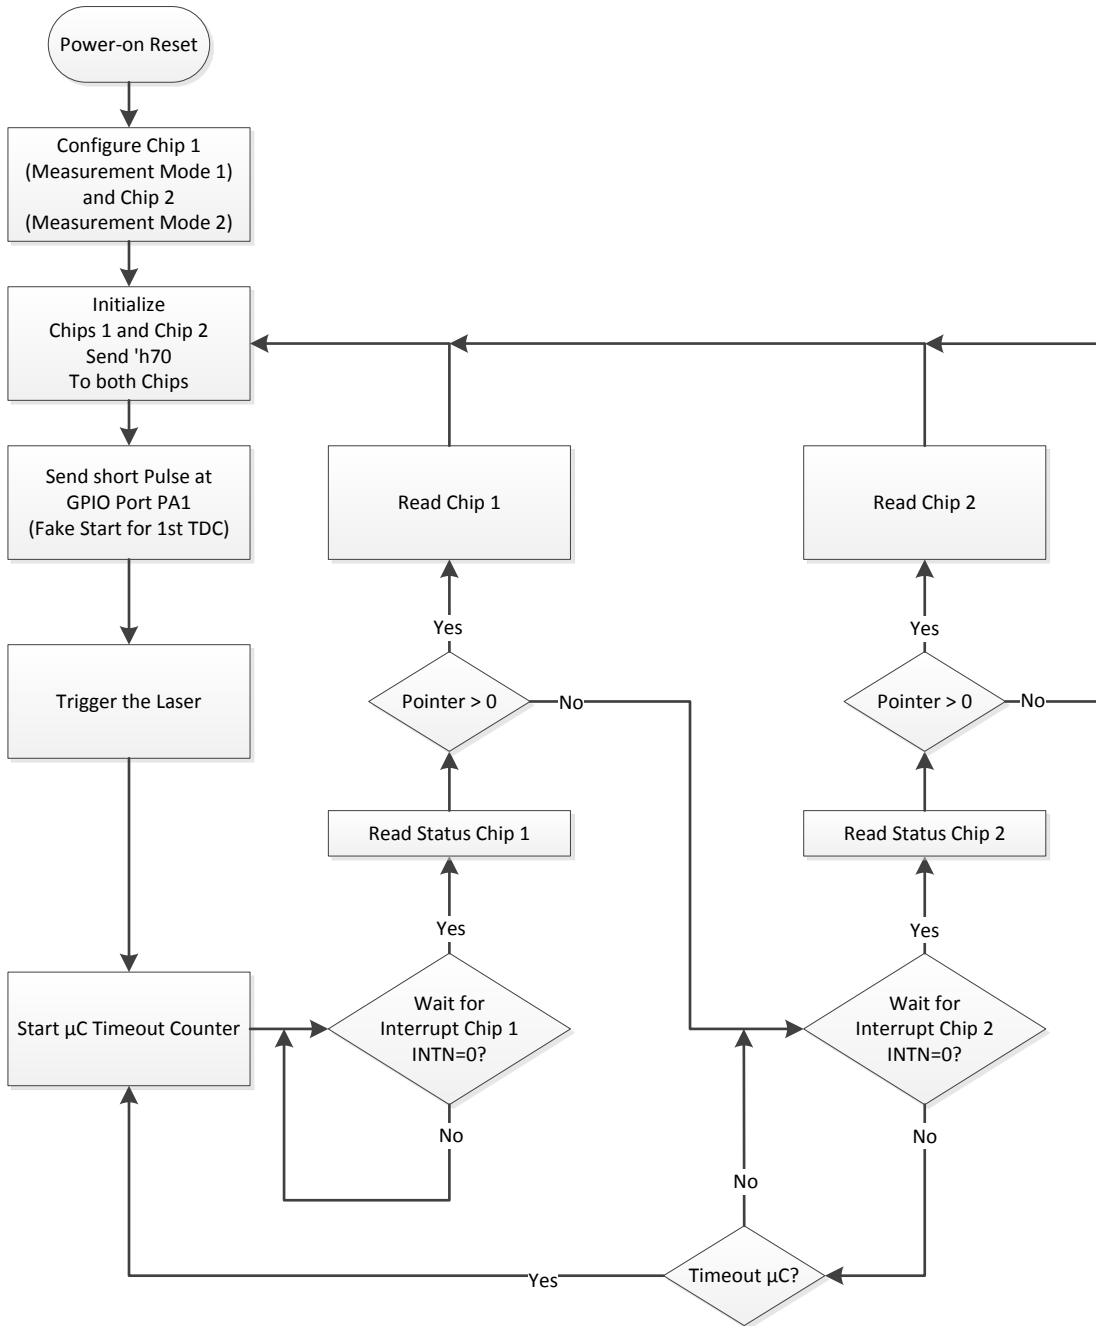 Power-on Reset
Configure Chip 1
(Measurement Mode 1)
and Chip 2
(Measurement Mode 2)
Initialize
Chips 1 and Chip 2
Send 'h70
To both Chips
Send short Pulse at
GPIO Port PA1
(Fake Start for 1st TDC)
Trigger the Laser
Start µC Timeout Counter
Read Chip 1
Yes
Pointer > 0
No
Read Status Chip 1
Yes
Wait for
Interrupt Chip 1
INTN=0?
No
Read Chip 2
Yes
Pointer > 0
No
Read Status Chip 2
Yes
Wait for
Interrupt Chip 2
INTN=0?
No
No
Timeout µC?
Yes